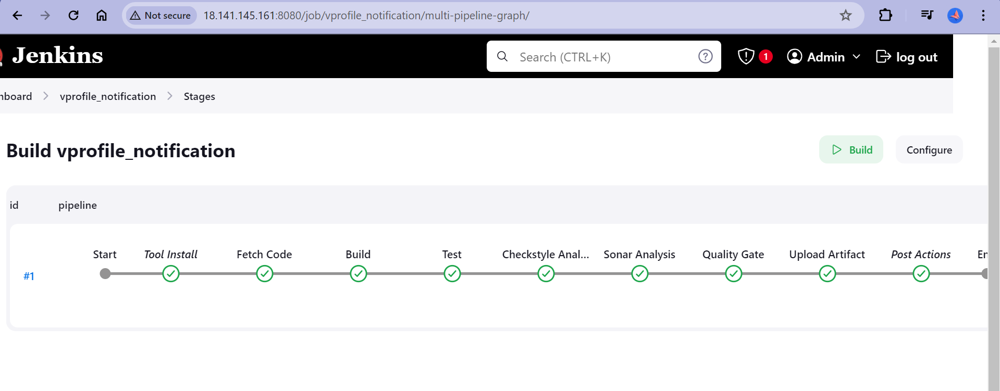 Not secure 18.141.145.161:8080/job/vprofile_notification/multi-pipeline-graph/
Jenkins Search (CTRL+K) ? 1 Admin log out
nboard vprofile_notification Stages
Build vprofile_notification Build Configure
id pipeline
Start Tool Install Fetch Code Build Test Checkstyle Anal... Sonar Analysis Quality Gate Upload Artifact Post Actions En
#1